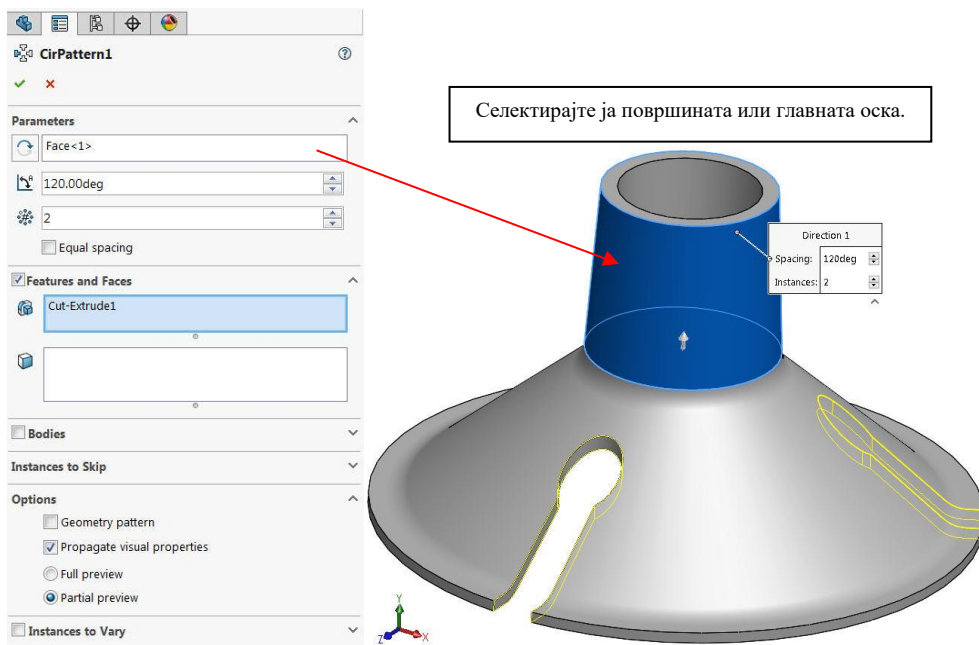 CirPattern1
Parameters
Face<1>
120.00deg
2
Equal spacing
Features and Faces
Cut-Extrude1
Bodies
Instances to Skip
Options
Geometry pattern
Propagate visual properties
Full preview
Partial preview
Instances to Vary
Селектирајте ја површината или главната оска.
Direction 1
Spacing: 120deg
Instances: 2
Y
Z X